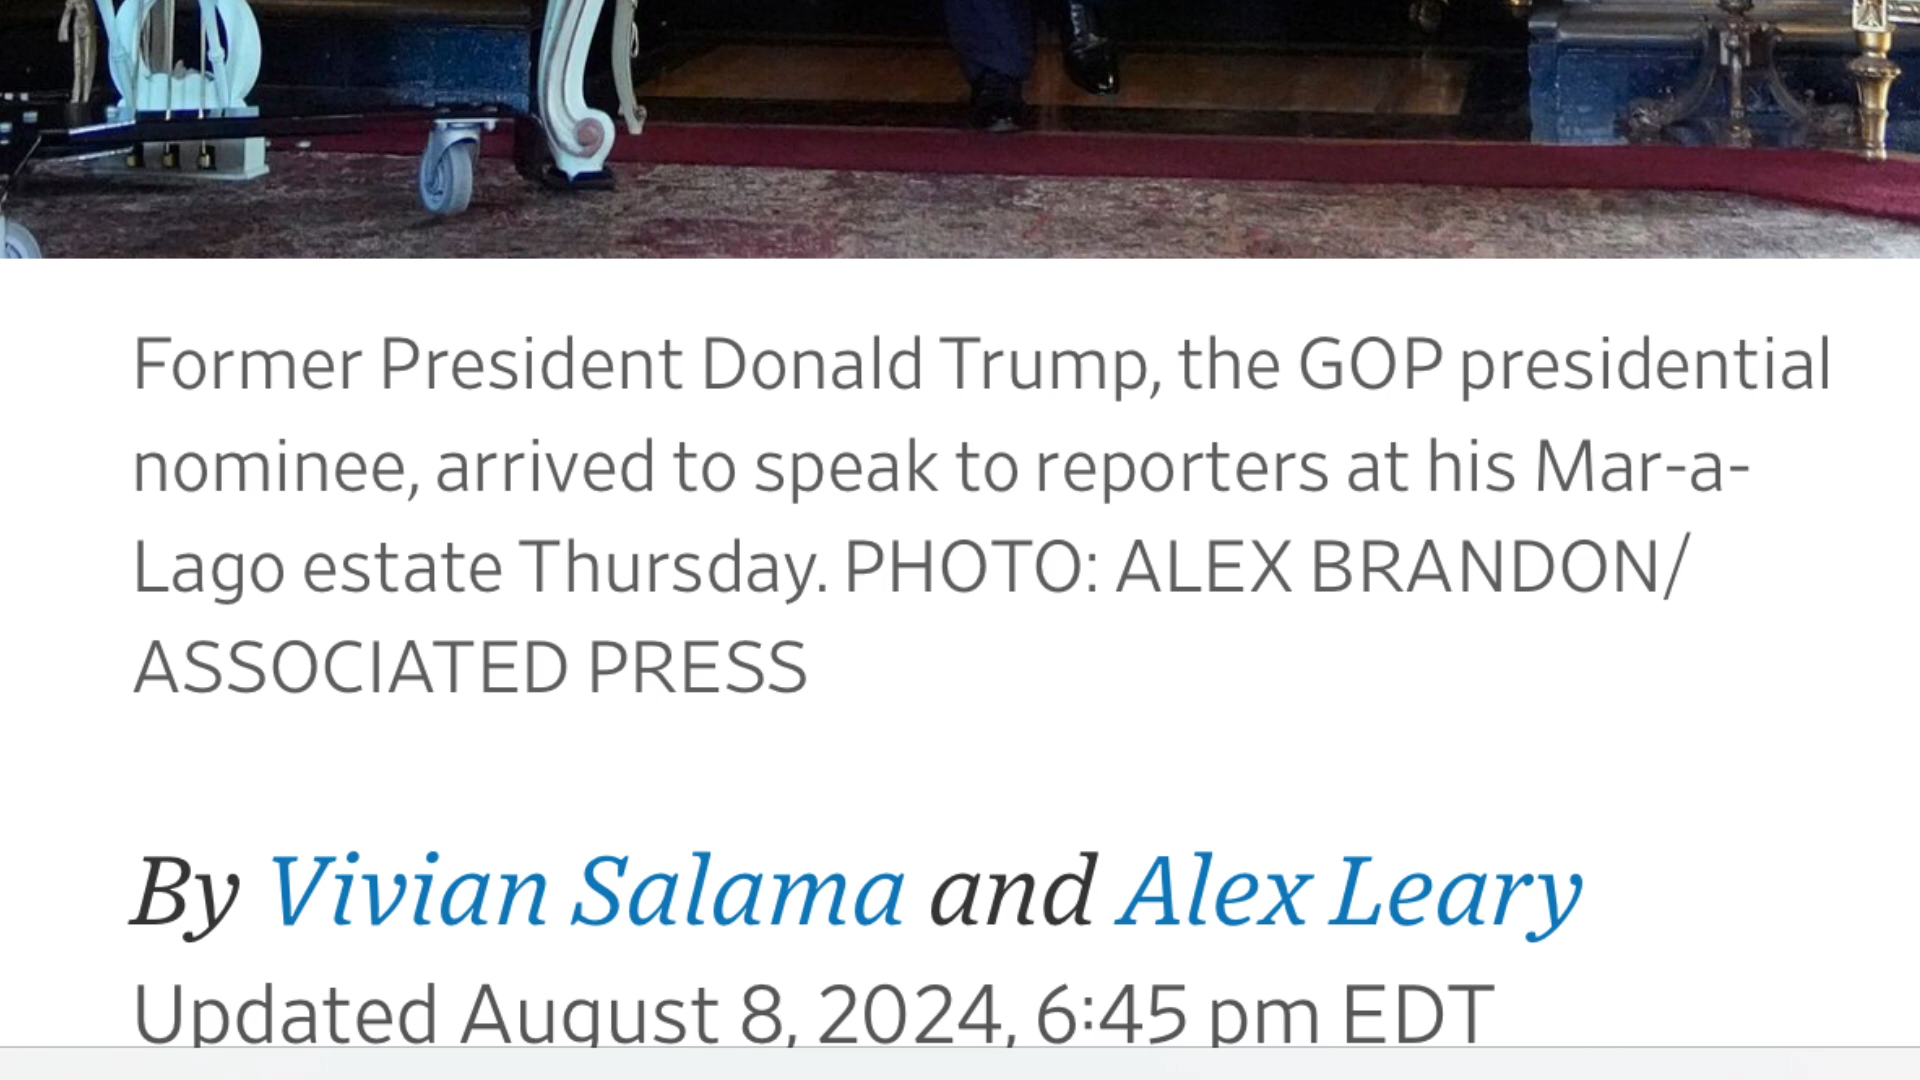 Former President Donald Trump, the GOP presidential
nominee, arrived to speak to reporters at his Mar-a-
Lago estate Thursday. PHOTO: ALEX BRANDON/
ASSOCIATED PRESS
By Vivian Salama and Alex Leary
Updated August 8, 2024, 6:45 pm EDT